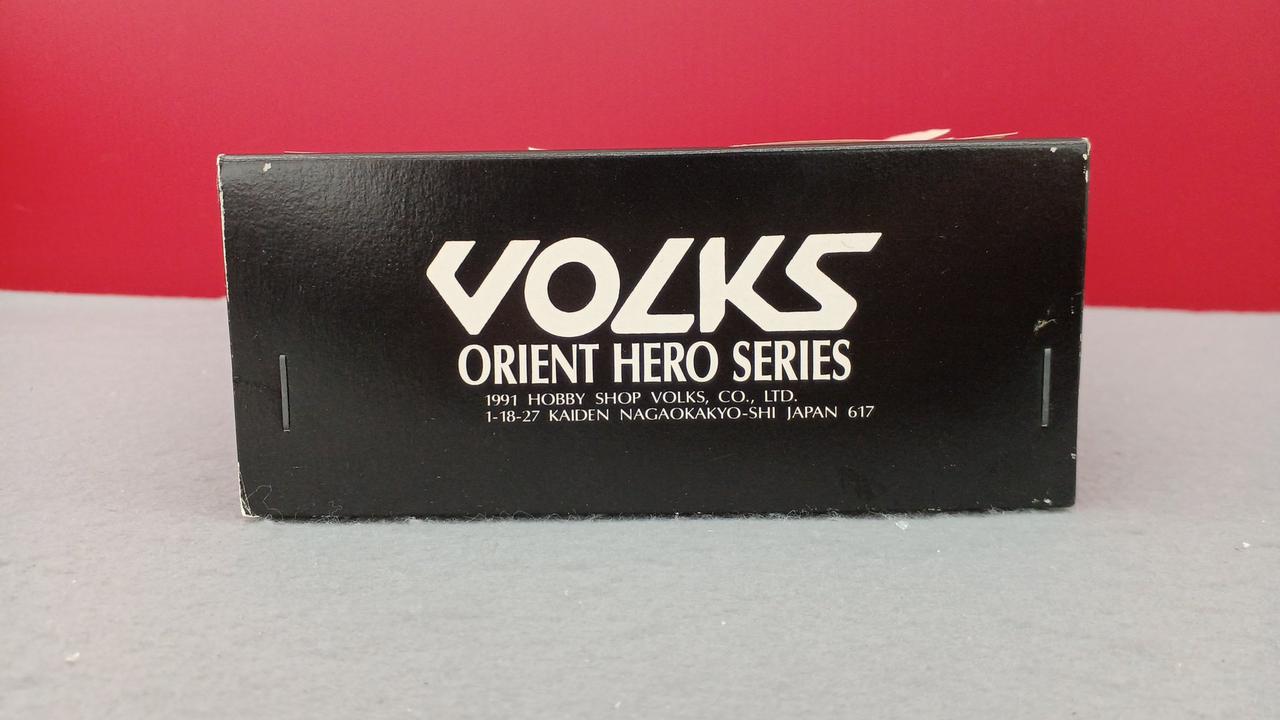 VOLKS
ORIENT HERO SERIES
1991 HOBBY SHOP VOLKS, CO., LTD.
1-18-27 KAIDEN NAGAOKAKYO-SHI JAPAN 617